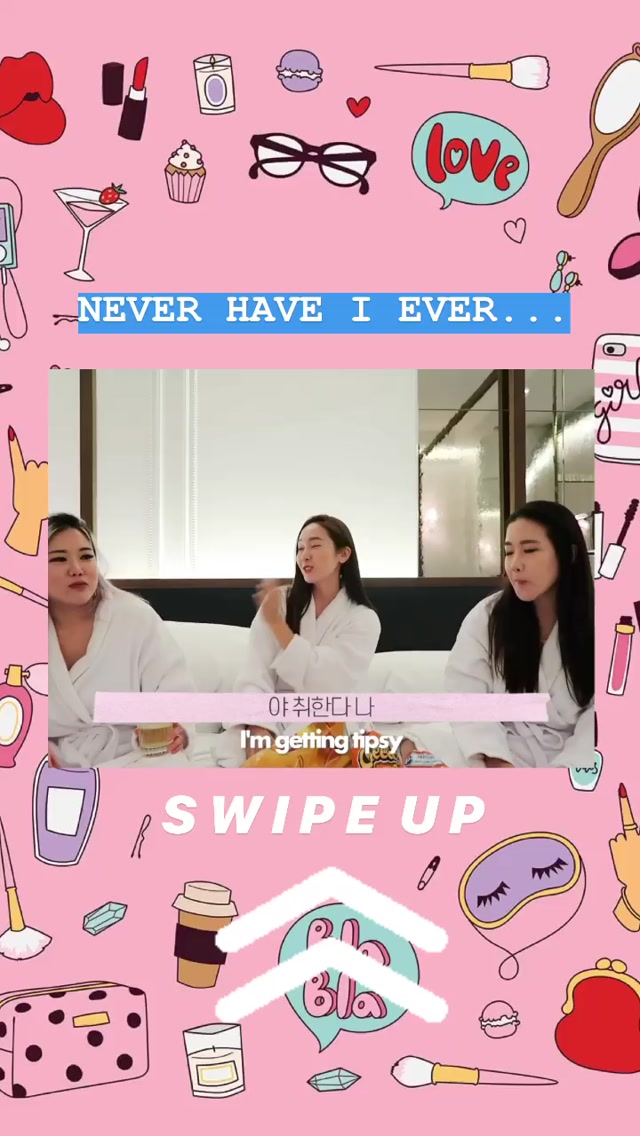 love
NEVER HAVE I EVER...
girl
야 취한다 나
I'm getting tipsy
SWIPE UP
Bla
Bla